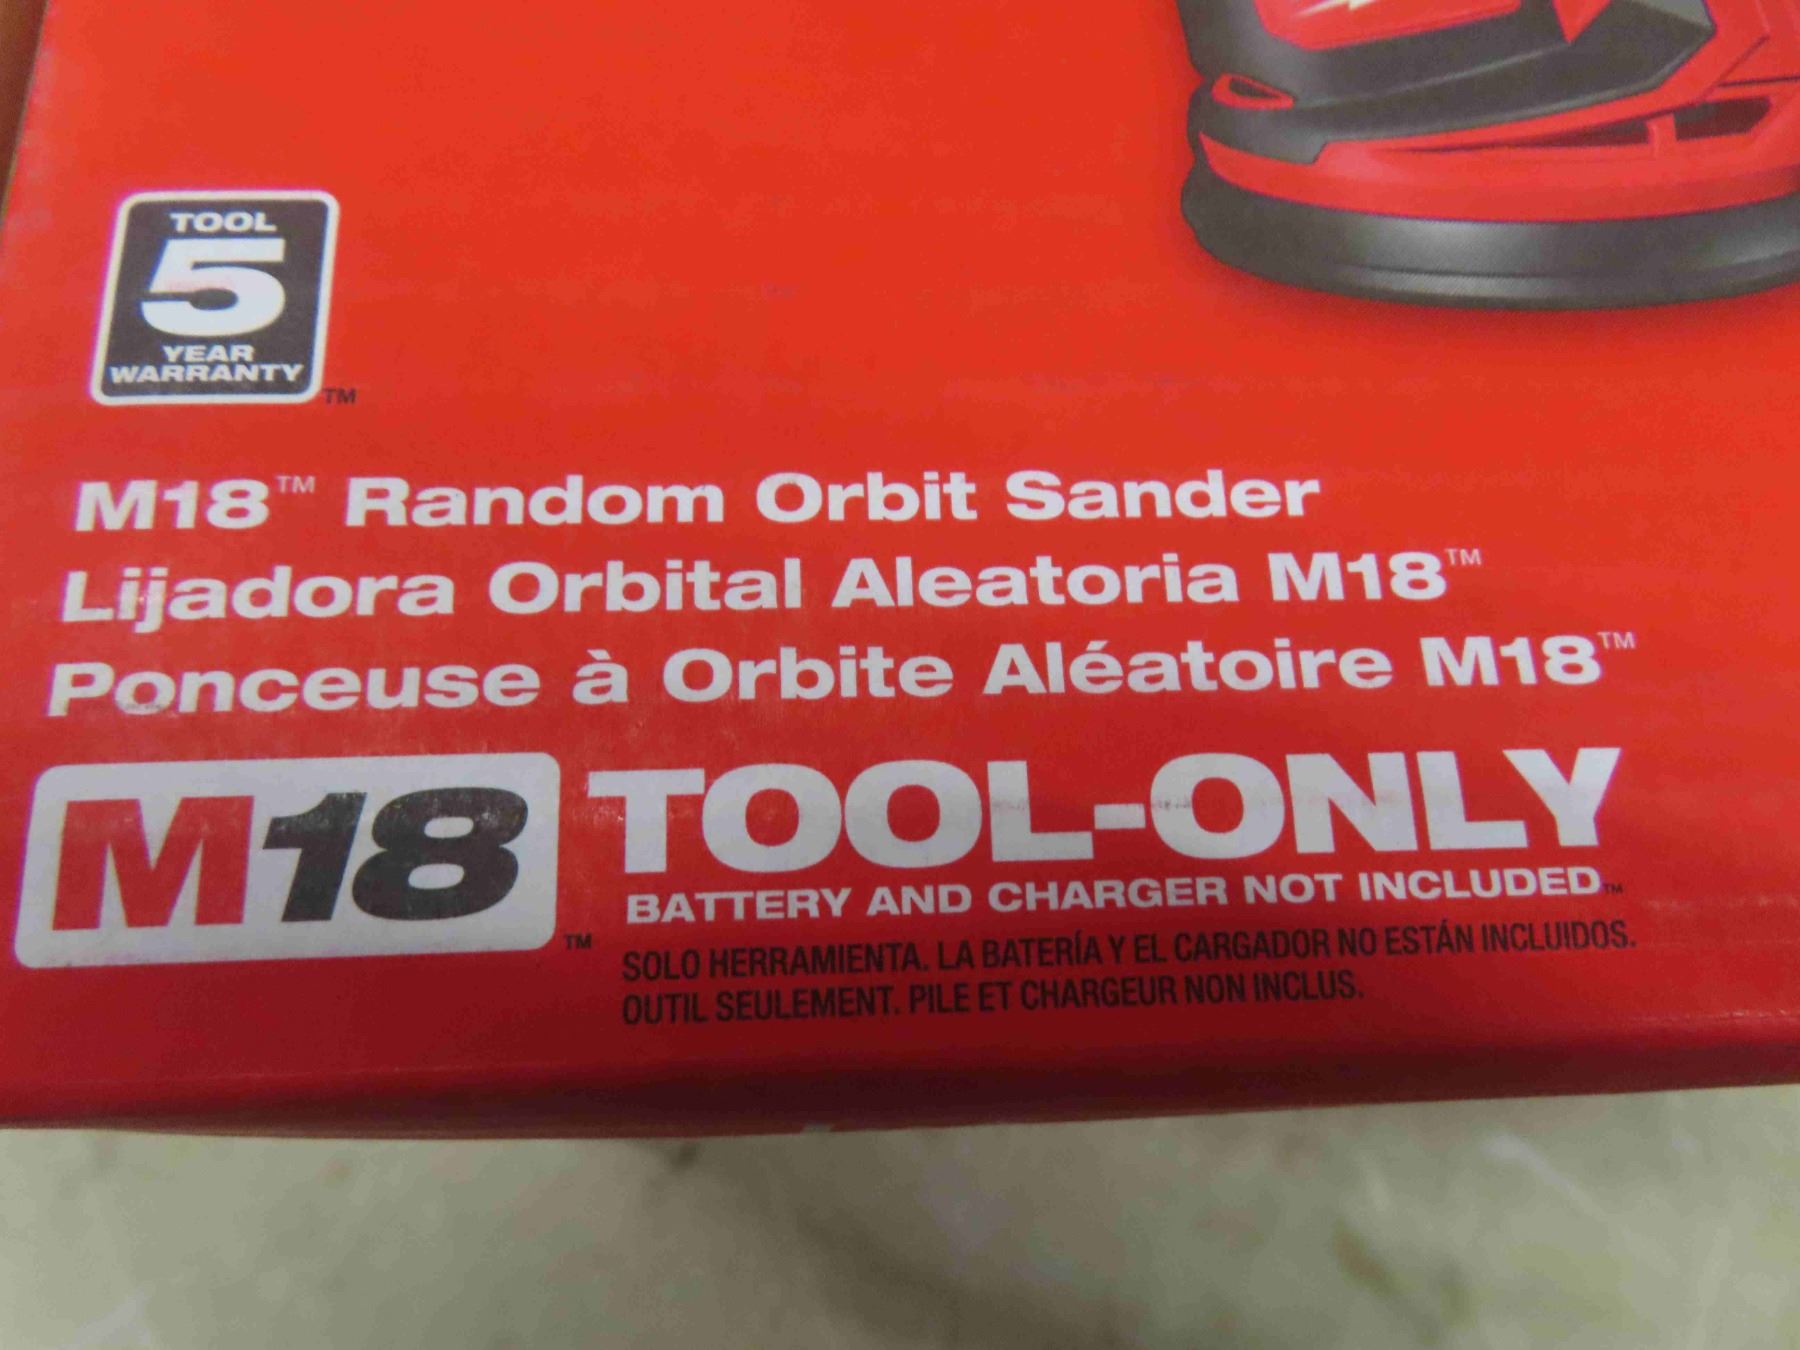 TOOL
5
YEAR
WARRANTY
™
M18™ Random Orbit Sander
Lijadora Orbital Aleatoria M18™
Ponceuse à Orbite Aléatoire M18™
M18™ TOOL-ONLY
BATTERY AND CHARGER NOT INCLUDED™
SOLO HERRAMIENTA. LA BATERÍA Y EL CARGADOR NO ESTÁN INCLUIDOS.
OUTIL SEULEMENT. PILE ET CHARGEUR NON INCLUS.